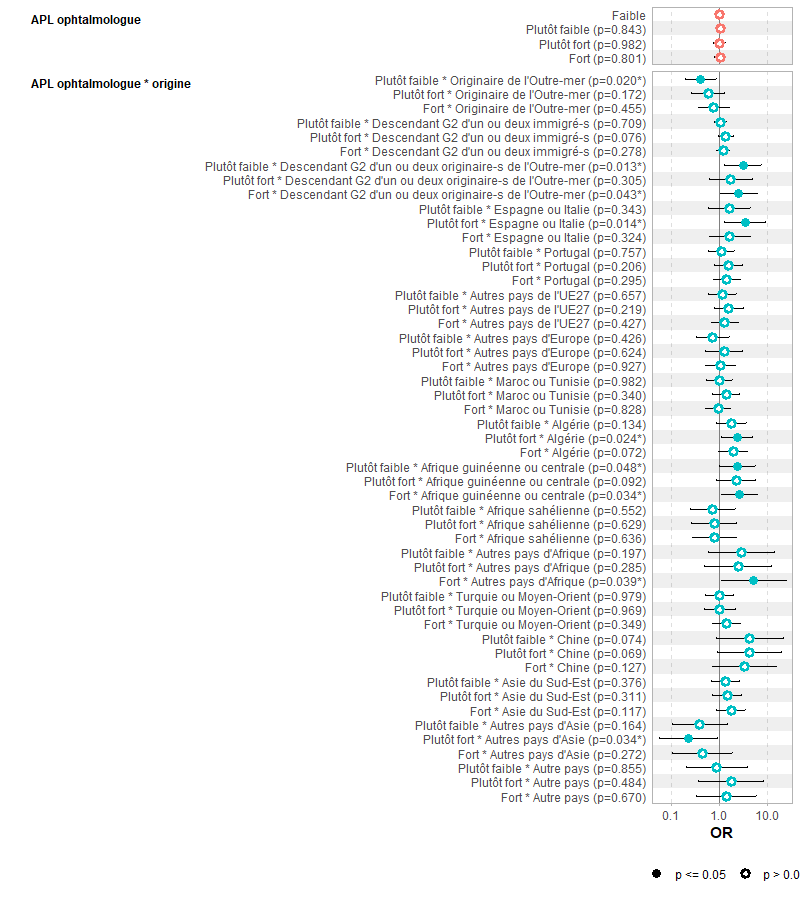 APL ophtalmologue
Faible
Plutôt faible (p=0.843)
Plutôt fort (p=0.982)
Fort (p=0.801)
APL ophtalmologue * origine
Plutôt faible * Originaire de l'Outre-mer (p=0.020*)
Plutôt fort * Originaire de l'Outre-mer (p=0.172)
Fort * Originaire de l'Outre-mer (p=0.455)
Plutôt faible * Descendant G2 d'un ou deux immigré-s (p=0.709)
Plutôt fort * Descendant G2 d'un ou deux immigré-s (p=0.076)
Fort * Descendant G2 d'un ou deux immigré-s (p=0.278)
Plutôt faible * Descendant G2 d'un ou deux originaire-s de l'Outre-mer (p=0.013*)
Plutôt fort * Descendant G2 d'un ou deux originaire-s de l'Outre-mer (p=0.305)
Fort * Descendant G2 d'un ou deux originaire-s de l'Outre-mer (p=0.043*)
Plutôt faible * Espagne ou Italie (p=0.343)
Plutôt fort * Espagne ou Italie (p=0.014*)
Fort * Espagne ou Italie (p=0.324)
Plutôt faible * Portugal (p=0.757)
Plutôt fort * Portugal (p=0.206)
Fort * Portugal (p=0.295)
Plutôt faible * Autres pays de l'UE27 (p=0.657)
Plutôt fort * Autres pays de l'UE27 (p=0.219)
Fort * Autres pays de l'UE27 (p=0.427)
Plutôt faible * Autres pays d'Europe (p=0.426)
Plutôt fort * Autres pays d'Europe (p=0.624)
Fort * Autres pays d'Europe (p=0.927)
Plutôt faible * Maroc ou Tunisie (p=0.982)
Plutôt fort * Maroc ou Tunisie (p=0.340)
Fort * Maroc ou Tunisie (p=0.828)
Plutôt faible * Algérie (p=0.134)
Plutôt fort * Algérie (p=0.024*)
Fort * Algérie (p=0.072)
Plutôt faible * Afrique guinéenne ou centrale (p=0.048*)
Plutôt fort * Afrique guinéenne ou centrale (p=0.092)
Fort * Afrique guinéenne ou centrale (p=0.034*)
Plutôt faible * Afrique sahélienne (p=0.552)
Plutôt fort * Afrique sahélienne (p=0.629)
Fort * Afrique sahélienne (p=0.636)
Plutôt faible * Autres pays d'Afrique (p=0.197)
Plutôt fort * Autres pays d'Afrique (p=0.285)
Fort * Autres pays d'Afrique (p=0.039*)
Plutôt faible * Turquie ou Moyen-Orient (p=0.979)
Plutôt fort * Turquie ou Moyen-Orient (p=0.969)
Fort * Turquie ou Moyen-Orient (p=0.349)
Plutôt faible * Chine (p=0.074)
Plutôt fort * Chine (p=0.069)
Fort * Chine (p=0.127)
Plutôt faible * Asie du Sud-Est (p=0.376)
Plutôt fort * Asie du Sud-Est (p=0.311)
Fort * Asie du Sud-Est (p=0.117)
Plutôt faible * Autres pays d'Asie (p=0.164)
Plutôt fort * Autres pays d'Asie (p=0.034*)
Fort * Autres pays d'Asie (p=0.272)
Plutôt faible * Autre pays (p=0.855)
Plutôt fort * Autre pays (p=0.484)
Fort * Autre pays (p=0.670)
0.1 1.0 10.0
OR
p <= 0.05 p > 0.0